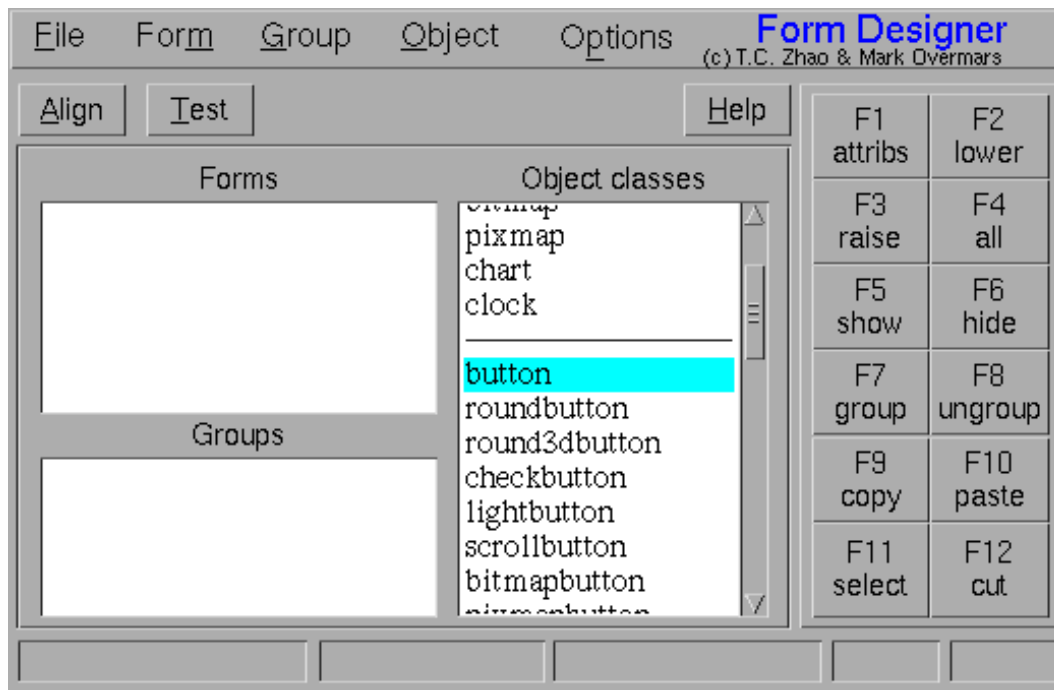 File Form Group Object Options Form Designer
(c) T.C. Zhao & Mark Overmars
Align Test Help
Forms
Groups
Object classes
bitmap
pixmap
chart
clock
button
roundbutton
round3dbutton
checkbutton
lightbutton
scrollbutton
bitmapbutton
pixmapbutton
F1
attribs
F2
lower
F3
raise
F4
all
F5
show
F6
hide
F7
group
F8
ungroup
F9
copy
F10
paste
F11
select
F12
cut